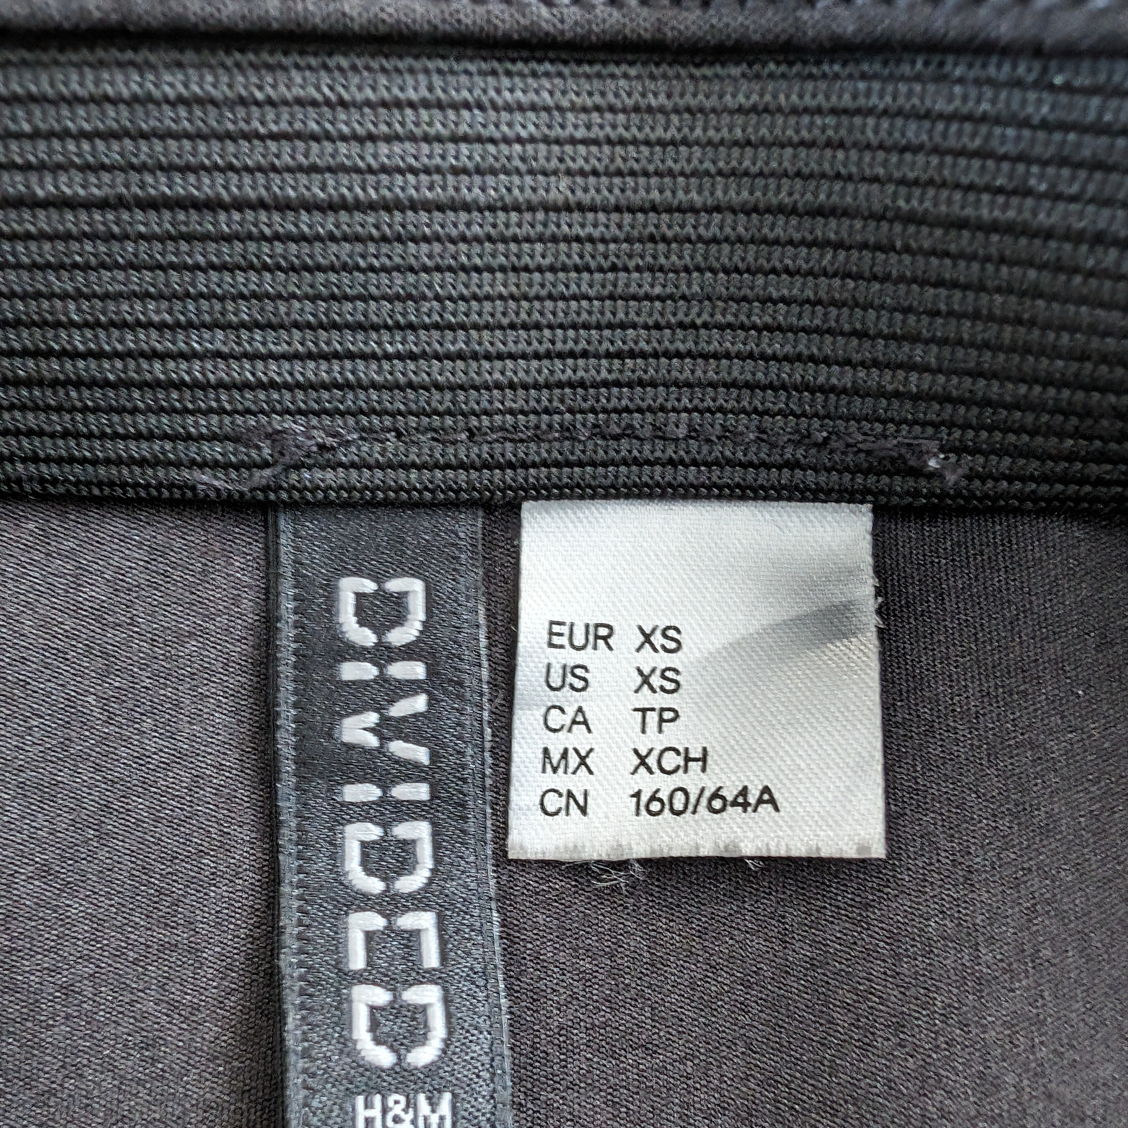 DIVIDED
H&M
EUR XS
US XS
CA TP
MX XCH
CN 160/64A